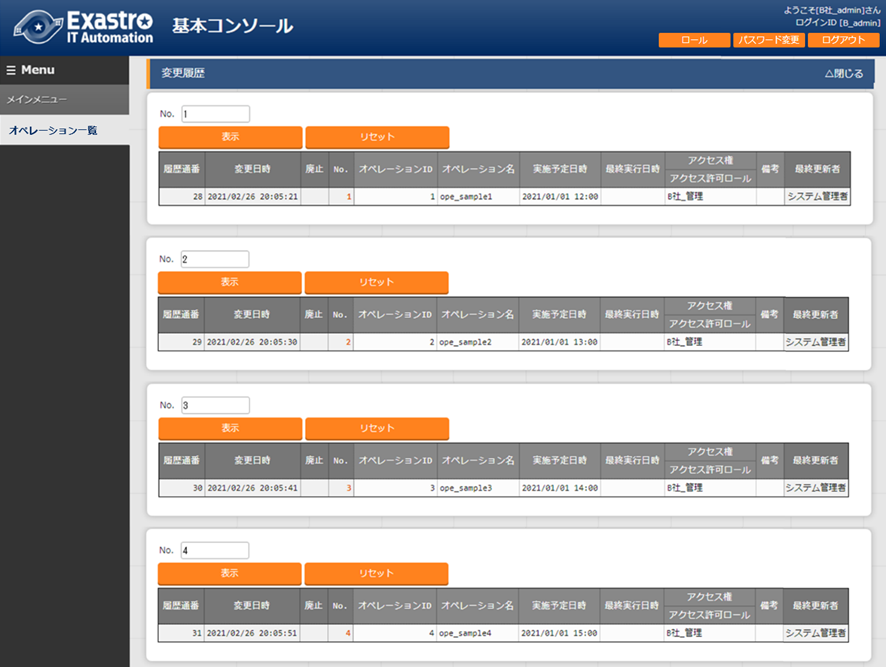 Exastro
IT Automation
基本コンソール
ようこそ[B社_admin]さん
ログインID [B_admin]
ロール パスワード変更 ログアウト
☰ Menu
メインメニュー
オペレーション一覧
変更履歴 △閉じる
No. 1
表示 リセット
履歴通番 変更日時 廃止 No. オペレーションID オペレーション名 実施予定日時 最終実行日時 アクセス権 備考 最終更新者
アクセス許可ロール
28 2021/02/26 20:05:21 1 1 ope_sample1 2021/01/01 12:00 B社_管理 システム管理者
No. 2
表示 リセット
履歴通番 変更日時 廃止 No. オペレーションID オペレーション名 実施予定日時 最終実行日時 アクセス権 備考 最終更新者
アクセス許可ロール
29 2021/02/26 20:05:30 2 2 ope_sample2 2021/01/01 13:00 B社_管理 システム管理者
No. 3
表示 リセット
履歴通番 変更日時 廃止 No. オペレーションID オペレーション名 実施予定日時 最終実行日時 アクセス権 備考 最終更新者
アクセス許可ロール
30 2021/02/26 20:05:41 3 3 ope_sample3 2021/01/01 14:00 B社_管理 システム管理者
No. 4
表示 リセット
履歴通番 変更日時 廃止 No. オペレーションID オペレーション名 実施予定日時 最終実行日時 アクセス権 備考 最終更新者
アクセス許可ロール
31 2021/02/26 20:05:51 4 4 ope_sample4 2021/01/01 15:00 B社_管理 システム管理者